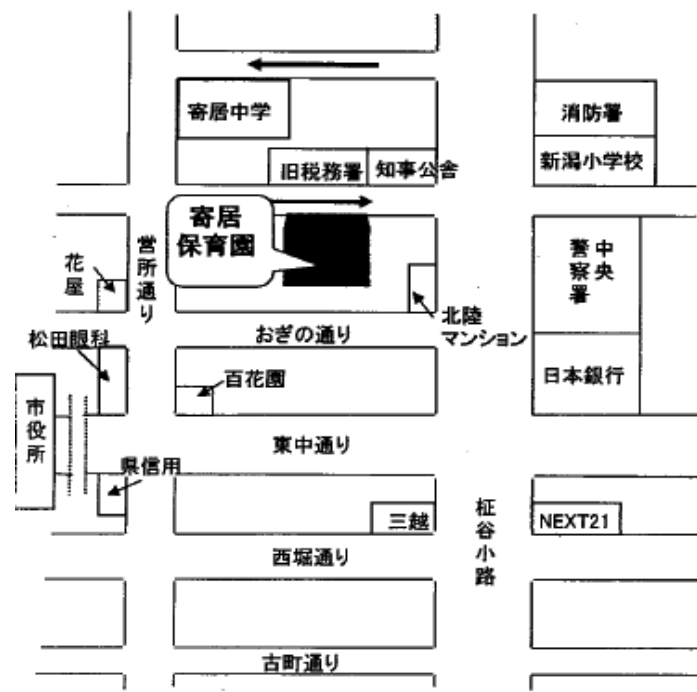 寄居中学
消防署
旧税務署
知事公舎
新潟小学校
寄居
保育園
営所通り
花屋
中央
警察署
北陸
マンション
おぎの通り
松田眼科
百花園
日本銀行
市役所
東中通り
県信用
三越
柾谷小路
NEXT21
西堀通り
古町通り